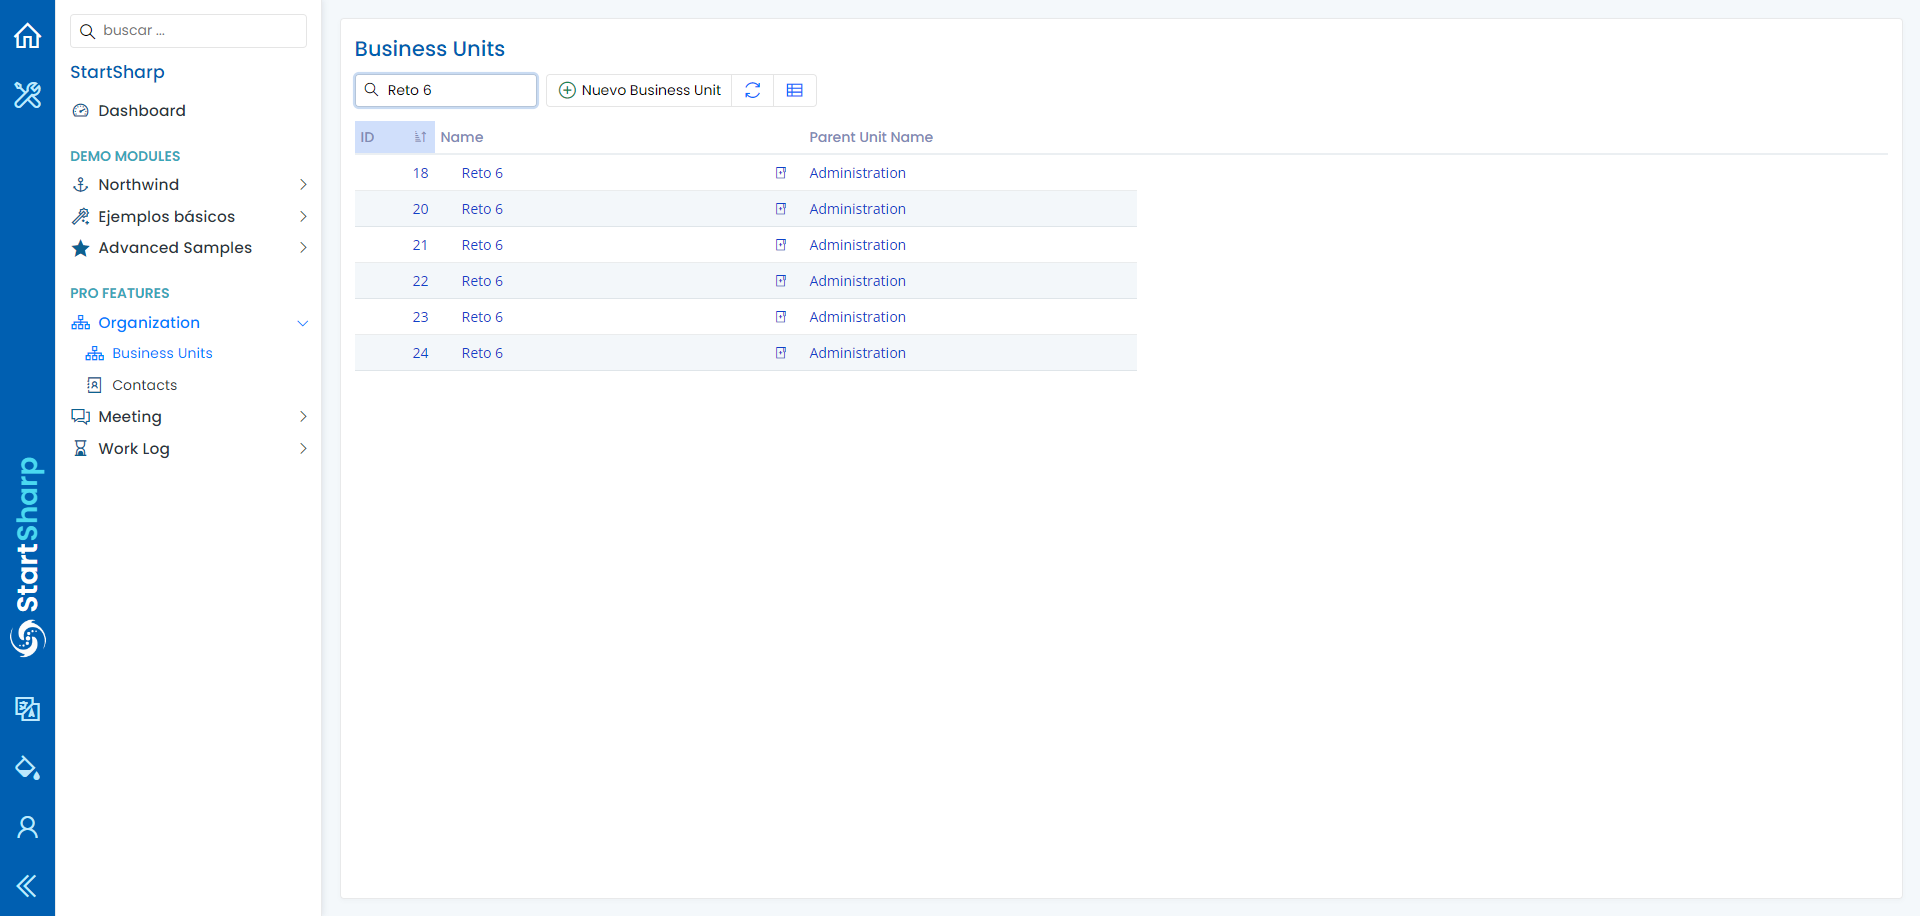 buscar ...
StartSharp
Dashboard
DEMO MODULES
Northwind
Ejemplos básicos
Advanced Samples
PRO FEATURES
Organization
Business Units
Contacts
Meeting
Work Log
StartSharp
Business Units
Reto 6
Nuevo Business Unit
ID Name Parent Unit Name
18 Reto 6 Administration
20 Reto 6 Administration
21 Reto 6 Administration
22 Reto 6 Administration
23 Reto 6 Administration
24 Reto 6 Administration